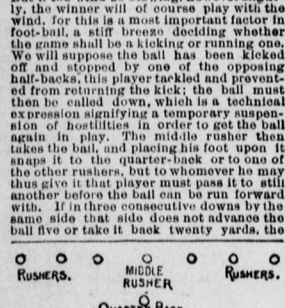 ly, the winner will of course play with the
wind, for this is a most important factor in
foot-ball, a stiff breeze deciding whether
the game shall be a kicking or running one.
We will suppose the ball has been kicked
off and stopped by one of the opposing
half-backs, this player tackled and prevent-
ed from returning the kick; the ball must
then be called down, which is a technical
expression signifying a temporary suspen-
sion of hostilities in order to get the ball
again in play. The middle rusher then
takes the ball, and placing his foot upon it
snaps it to the quarter-back or to one of
the other rushers, but to whomever he may
thus give it that player must pass it to still
another before the ball can be run forward
with. If in three consecutive downs by the
same side that side does not advance the
ball five or take it back twenty yards, the
RUSHERS. MIDDLE RUSHERS.
RUSHER